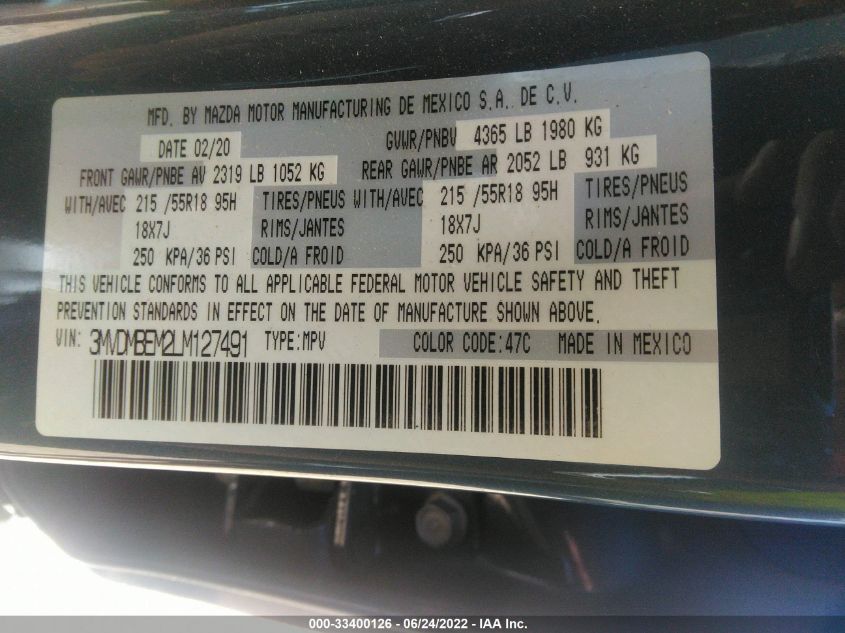 MFD. BY MAZDA MOTOR MANUFACTURING DE MEXICO S.A. DE C.V.
DATE 02/20 GVWR/PNBV 4365 LB 1980 KG
FRONT GAWR/PNBE AV 2319 LB 1052 KG REAR GAWR/PNBE AR 2052 LB 931 KG
WITH/AVEC 215 /55R18 95H TIRES/PNEUS WITH/AVEC 215 /55R18 95H TIRES/PNEUS
18X7J RIMS/JANTES 18X7J RIMS/JANTES
250 KPA/36 PSI COLD/A FROID 250 KPA/36 PSI COLD/A FROID
THIS VEHICLE CONFORMS TO ALL APPLICABLE FEDERAL MOTOR VEHICLE SAFETY AND THEFT
PREVENTION STANDARDS IN EFFECT ON THE DATE OF MANUFACTURE SHOWN ABOVE.
VIN: 3MVDMBEM2LM127491 TYPE:MPV COLOR CODE:47C MADE IN MEXICO
000-33400126 - 06/24/2022 - IAA Inc.